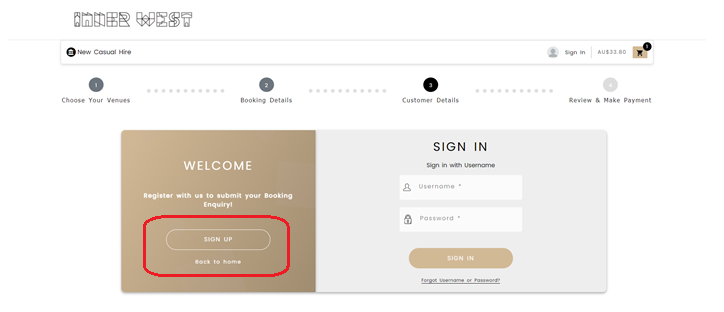 INNER WEST
New Casual Hire
Sign In
AU$33.80
1
1
2
3
4
Choose Your Venues
Booking Details
Customer Details
Review & Make Payment
WELCOME
Register with us to submit your Booking
Enquiry!
SIGN UP
Back to home
SIGN IN
Sign in with Username
Username *
Password *
SIGN IN
Forgot Username or Password?